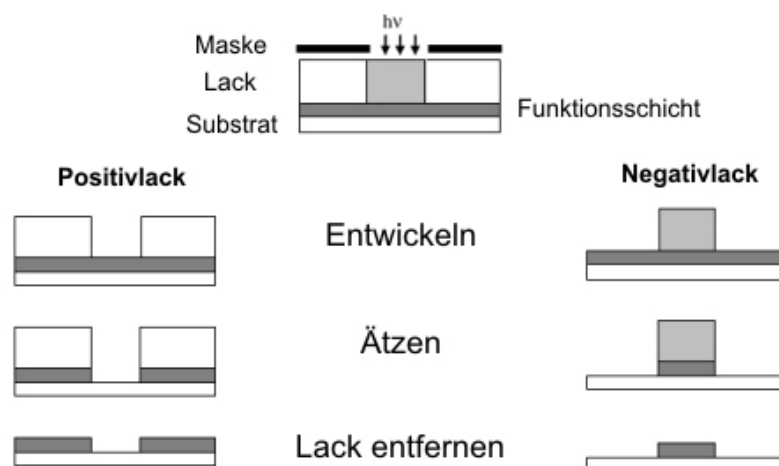 hν
Maske
Lack
Funktionsschicht
Substrat
Positivlack
Negativlack
Entwickeln
Ätzen
Lack entfernen